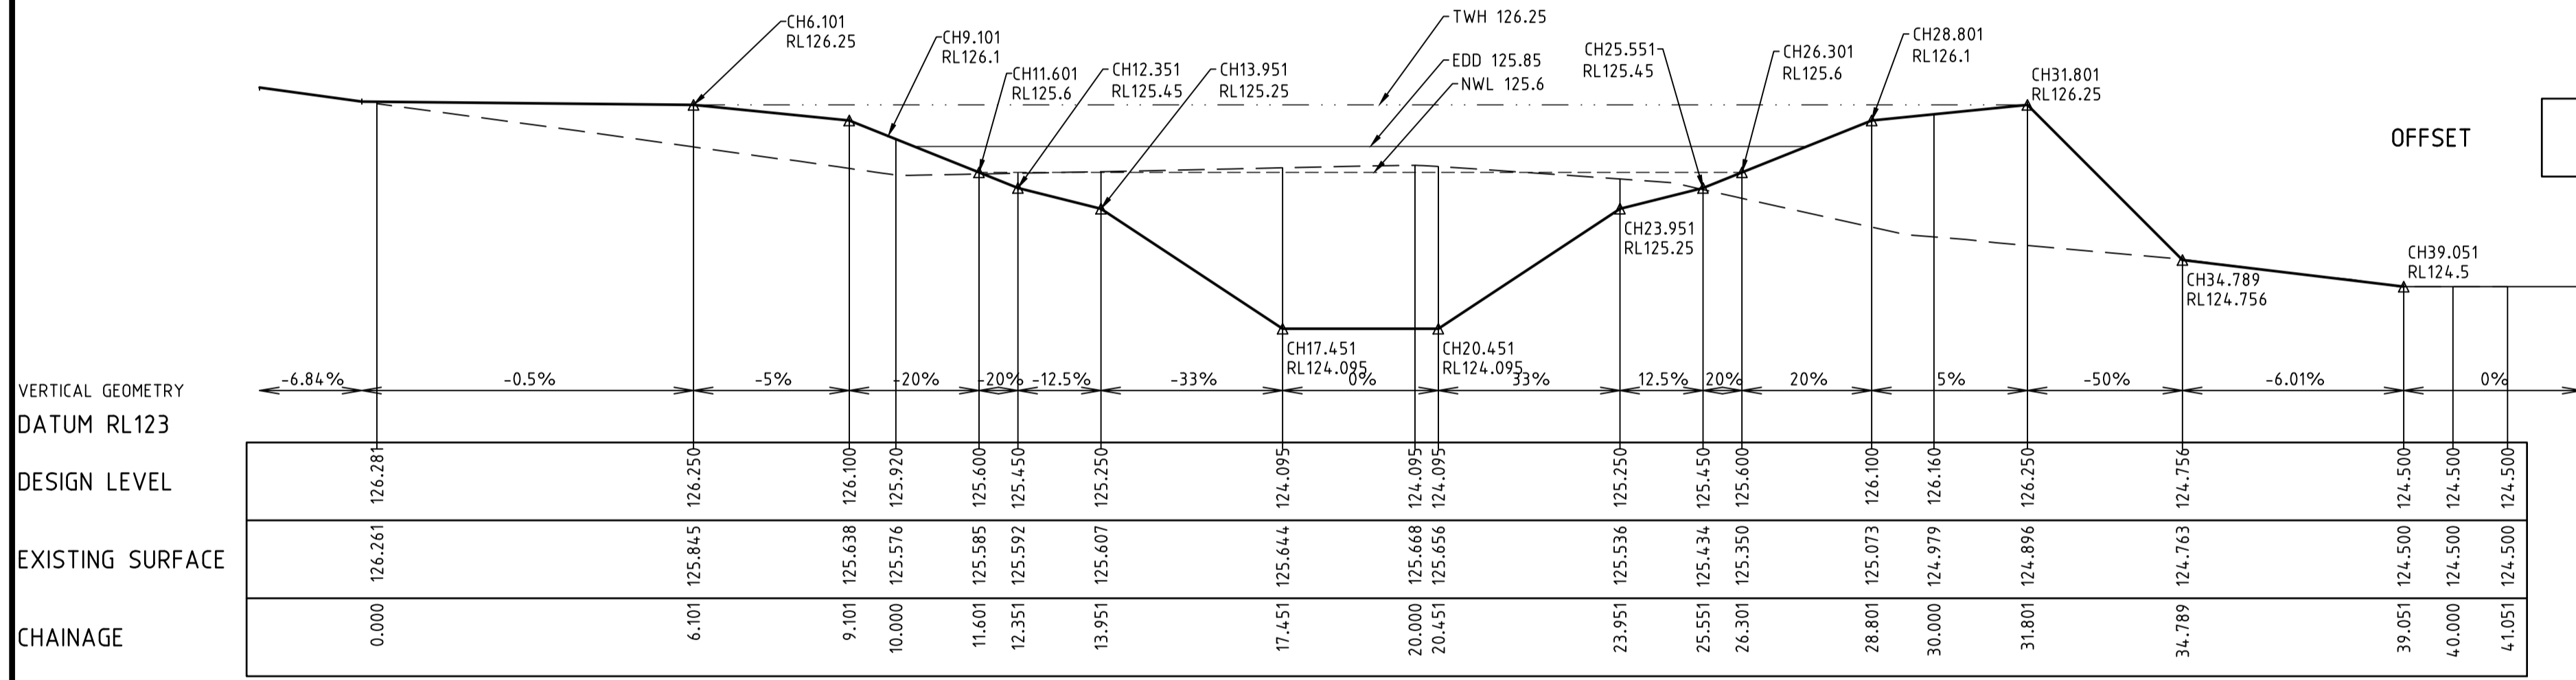 CH6.101
RL126.25
CH9.101
RL126.1
CH11.601
RL125.6
CH12.351
RL125.45
CH13.951
RL125.25
TWH 126.25
EDD 125.85
NWL 125.6
CH25.551
RL125.45
CH26.301
RL125.6
CH28.801
RL126.1
CH31.801
RL126.25
OFFSET
CH23.951
RL125.25
CH39.051
RL124.5
CH34.789
RL124.756
CH17.451
RL124.095
CH20.451
RL124.095
VERTICAL GEOMETRY -6.84% -0.5% -5% -20% -20% -12.5% -33% 0% 33% 12.5% 20% 20% 5% -50% -6.01% 0%
DATUM RL123
DESIGN LEVEL 126.281 126.250 126.100 125.920 125.600 125.450 125.250 124.095 124.095 124.095 125.250 125.450 125.600 126.100 126.160 126.250 124.756 124.500 124.500 124.500
EXISTING SURFACE 126.261 125.845 125.638 125.576 125.585 125.592 125.607 125.644 125.668 125.656 125.536 125.434 125.350 125.073 124.979 124.896 124.763 124.500 124.500 124.500
CHAINAGE 0.000 6.101 9.101 10.000 11.601 12.351 13.951 17.451 20.000 20.451 23.951 25.551 26.301 28.801 30.000 31.801 34.789 39.051 40.000 41.051